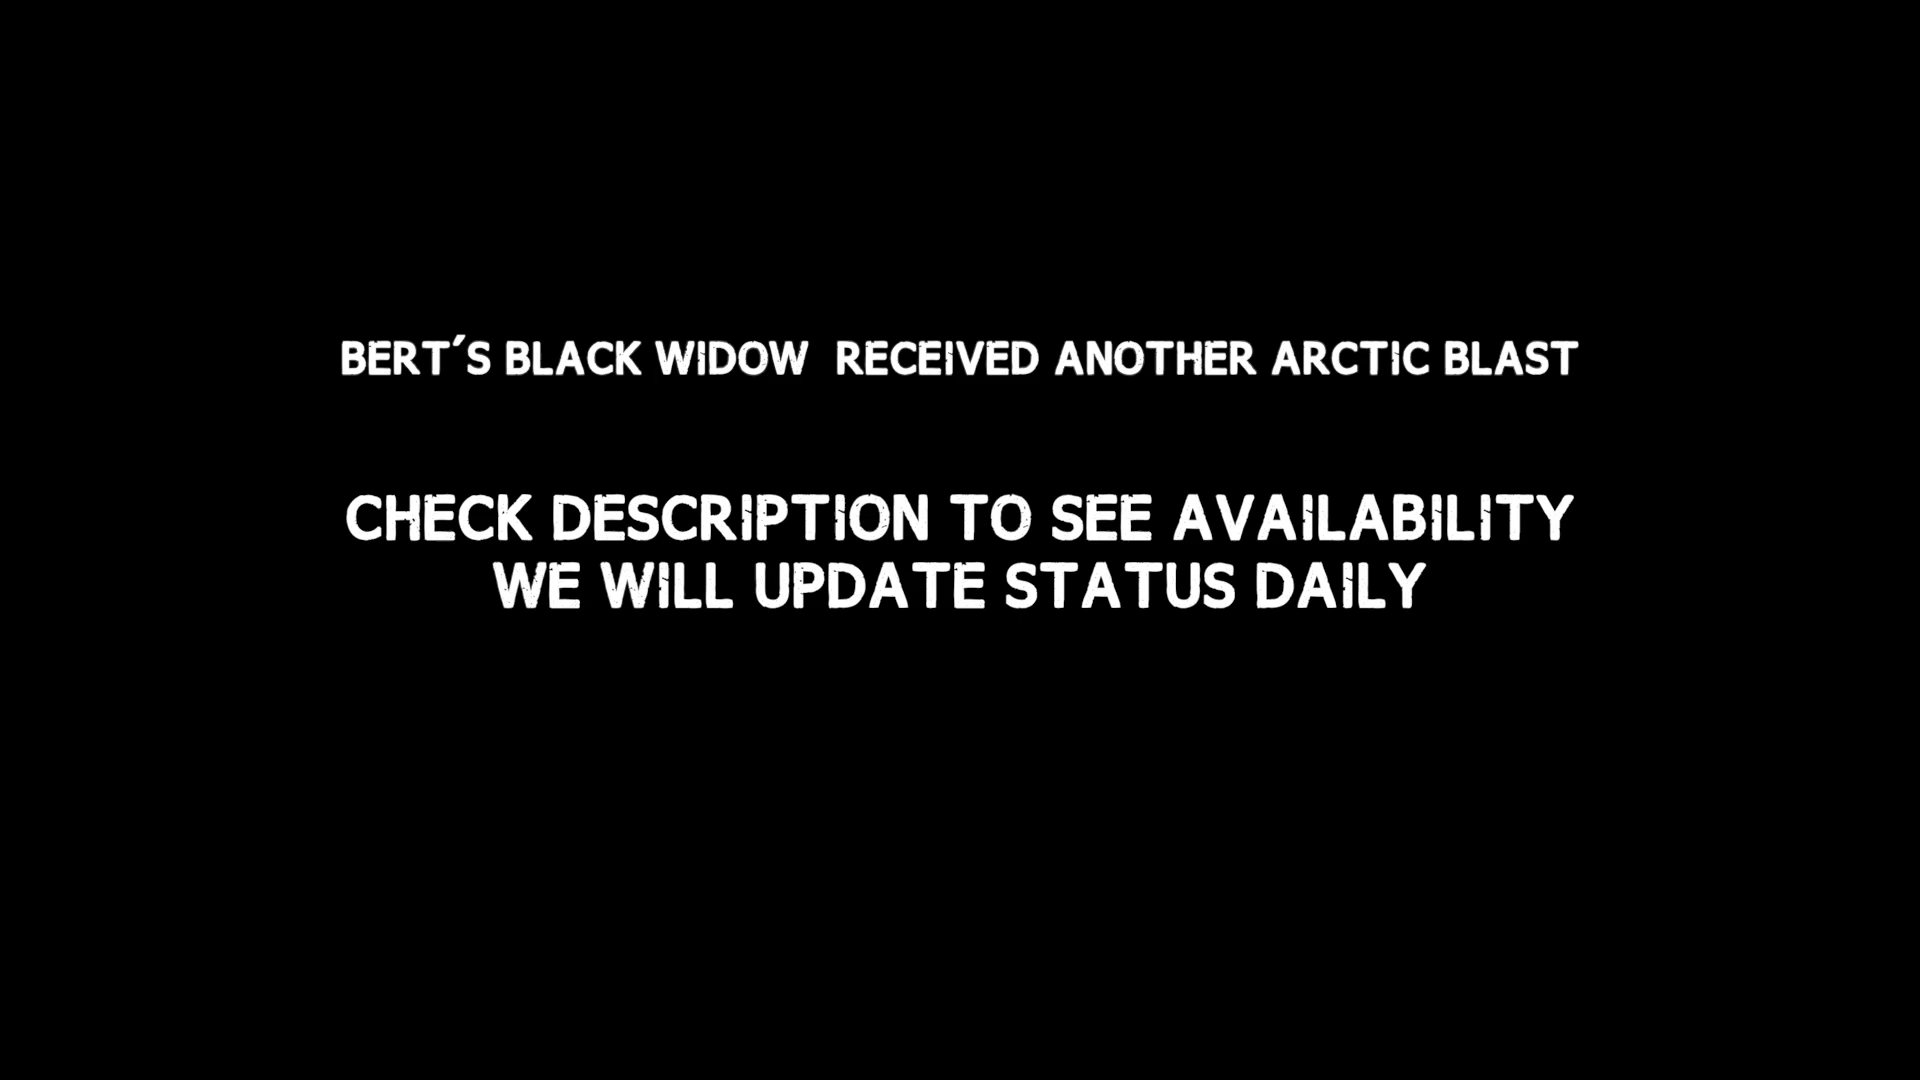 BERT´S BLACK WIDOW  RECEIVED ANOTHER ARCTIC BLAST
CHECK DESCRIPTION TO SEE AVAILABILITY
WE WILL UPDATE STATUS DAILY